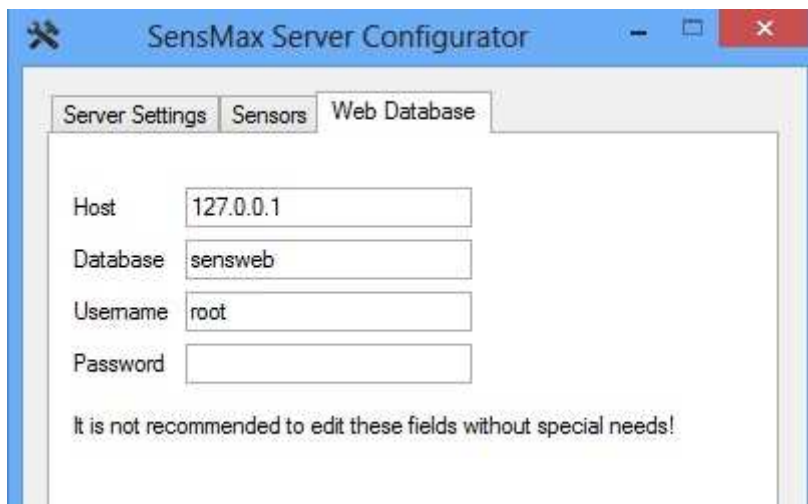 SensMax Server Configurator
Server Settings Sensors Web Database
Host 127.0.0.1
Database sensweb
Username root
Password
It is not recommended to edit these fields without special needs!